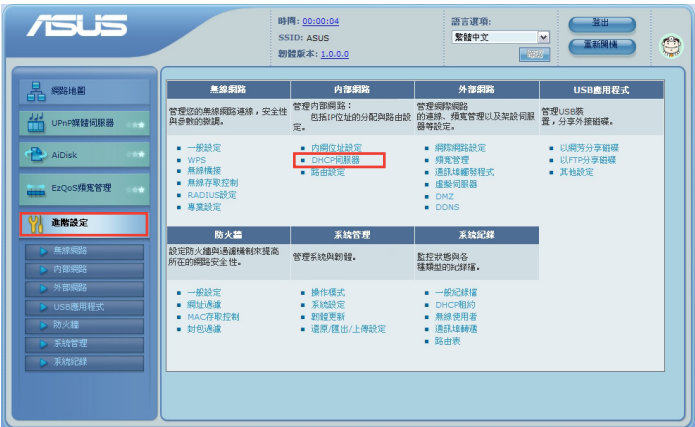 ASUS
時間: 00:00:04
SSID: ASUS
韌體版本: 1.0.0.0
語言選項:
繁體中文
登出
重新開機
網路地圖
UPnP媒體伺服器
AiDisk
EzQoS頻寬管理
進階設定
無線網路
內部網路
外部網路
USB應用程式
防火牆
系統管理
系統紀錄
無線網路
管理您的無線網路連線，安全性
與參數的微調。
一般設定
WPS
無線橋接
無線存取控制
RADIUS設定
專業設定
內部網路
管理內部網路：
包括IP位址的分配與路由設
定。
內網位址設定
DHCP伺服器
路由設定
外部網路
管理網際網路
的連線、頻寬管理以及架設伺服
器等設定。
網際網路設定
頻寬管理
通訊埠觸發程式
虛擬伺服器
DMZ
DDNS
USB應用程式
管理USB裝
置，分享外接磁碟。
以網芳分享磁碟
以FTP分享磁碟
其他設定
防火牆
設定防火牆與過濾機制來提高
所在的網路安全性。
一般設定
網址過濾
MAC存取控制
封包過濾
系統管理
管理系統與韌體。
操作模式
系統設定
韌體更新
還原/匯出/上傳設定
系統紀錄
監控狀態與各
種類型的紀錄檔。
一般紀錄檔
DHCP租約
無線使用者
通訊埠轉遞
路由表